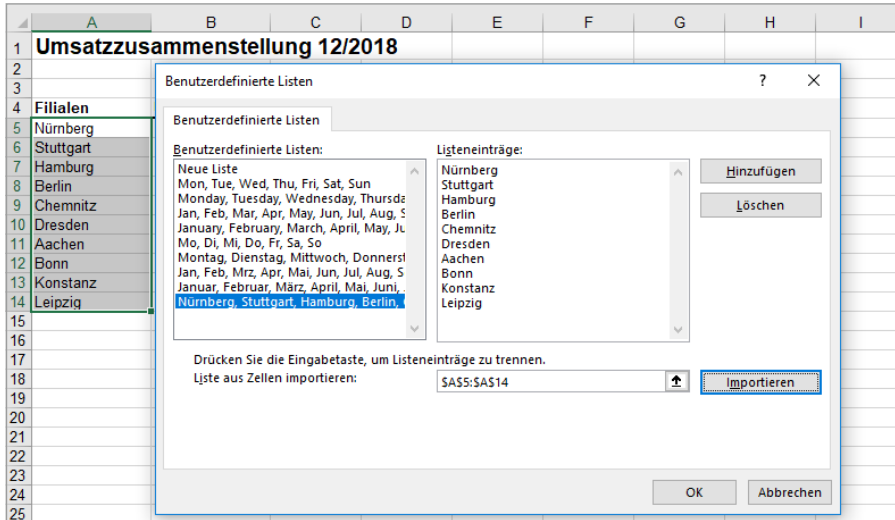 A B C D E F G H I
1 Umsatzzusammenstellung 12/2018
2
3
4 Filialen
5 Nürnberg
6 Stuttgart
7 Hamburg
8 Berlin
9 Chemnitz
10 Dresden
11 Aachen
12 Bonn
13 Konstanz
14 Leipzig
15
16
17
18
19
20
21
22
23
24
25
Benutzerdefinierte Listen ?
Benutzerdefinierte Listen
Benutzerdefinierte Listen:
Neue Liste
Mon, Tue, Wed, Thu, Fri, Sat, Sun
Monday, Tuesday, Wednesday, Thursda
Jan, Feb, Mar, Apr, May, Jun, Jul, Aug, S
January, February, March, April, May, Ju
Mo, Di, Mi, Do, Fr, Sa, So
Montag, Dienstag, Mittwoch, Donnerst
Jan, Feb, Mrz, Apr, Mai, Jun, Jul, Aug, S
Januar, Februar, März, April, Mai, Juni,
Nürnberg, Stuttgart, Hamburg, Berlin,
Listeneinträge:
Nürnberg
Stuttgart
Hamburg
Berlin
Chemnitz
Dresden
Aachen
Bonn
Konstanz
Leipzig
Hinzufügen
Löschen
Drücken Sie die Eingabetaste, um Listeneinträge zu trennen.
Liste aus Zellen importieren: $A$5:$A$14 Importieren
OK Abbrechen